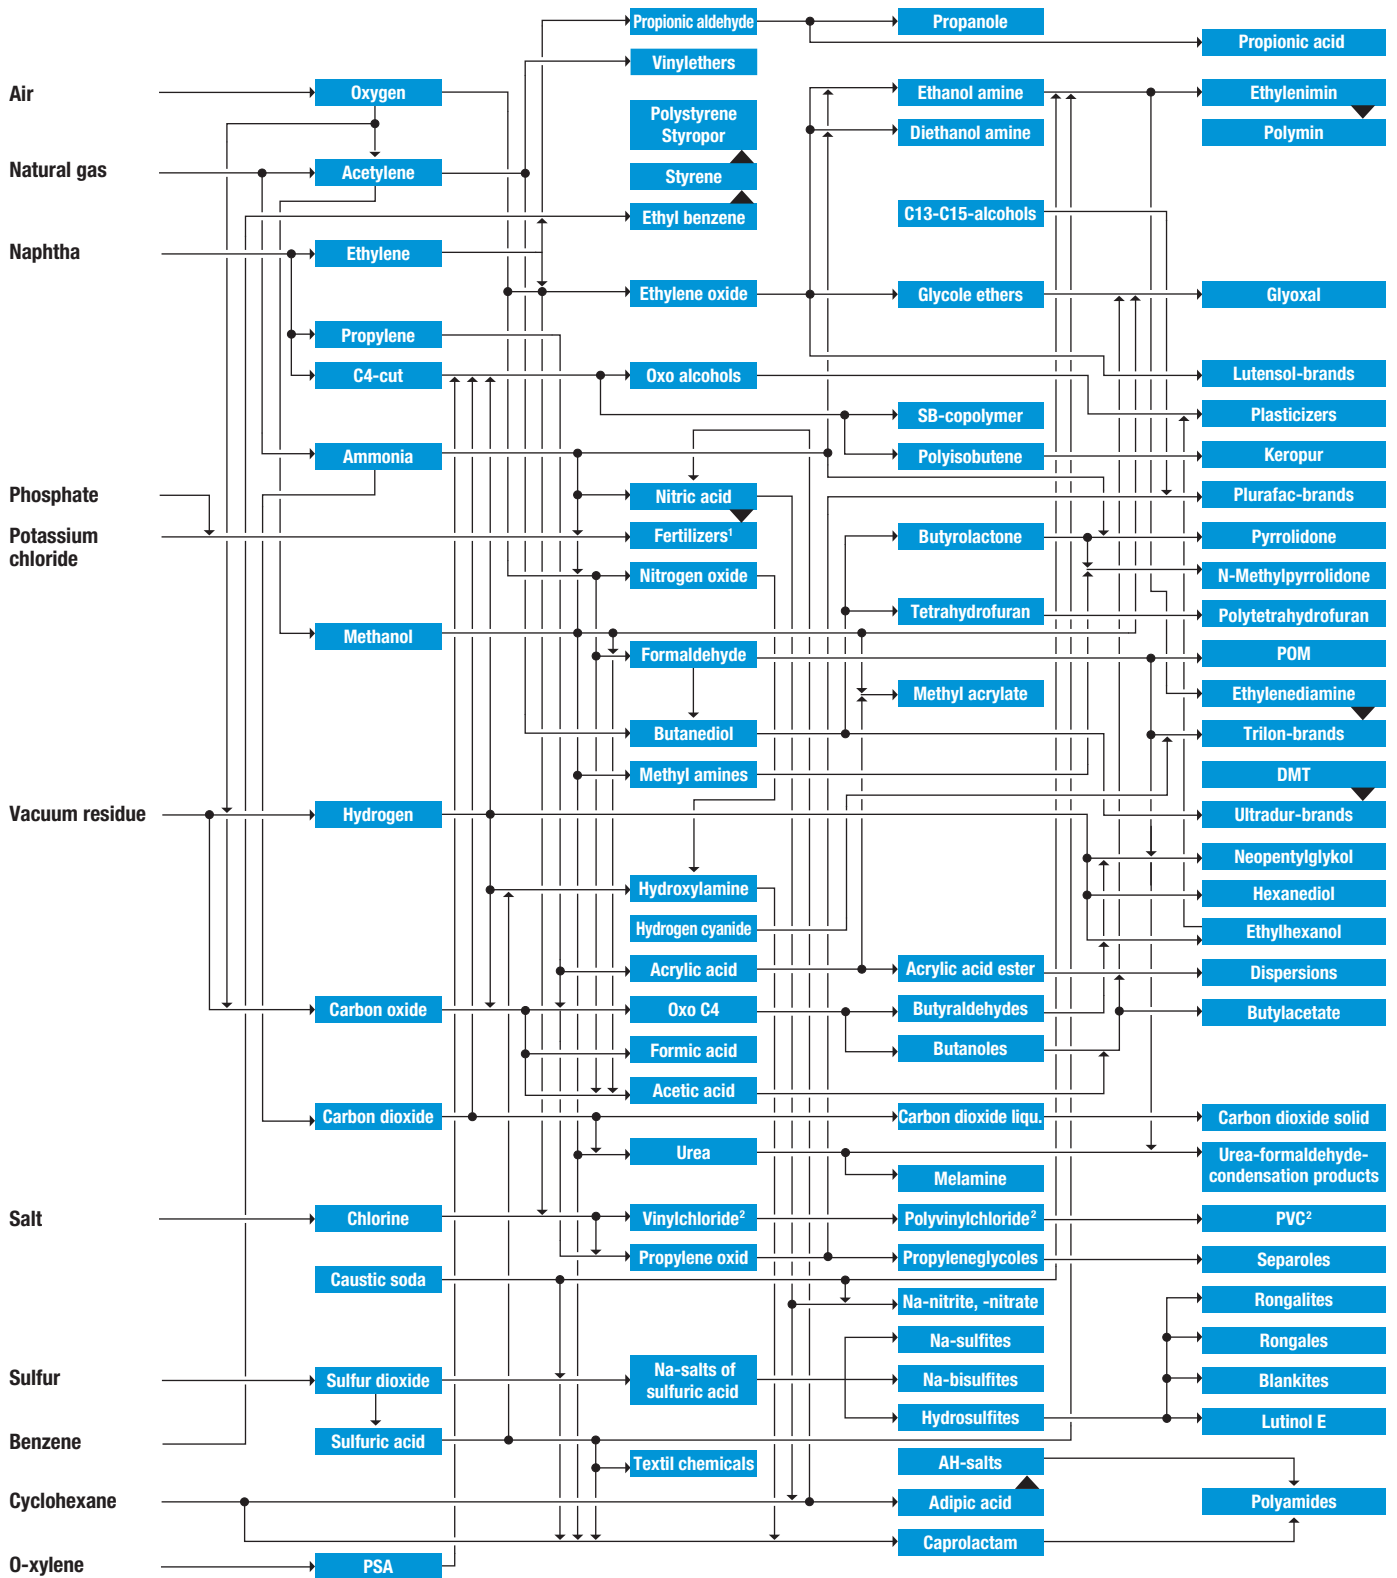 Air
Natural gas
Naphtha
Phosphate
Potassium
chloride
Vacuum residue
Salt
Sulfur
Benzene
Cyclohexane
O-xylene
Oxygen
Acetylene
Ethylene
Propylene
C4-cut
Ammonia
Methanol
Hydrogen
Carbon oxide
Carbon dioxide
Chlorine
Caustic soda
Sulfur dioxide
Sulfuric acid
PSA
Propionic aldehyde
Vinylethers
Polystyrene
Styropor
Styrene
Ethyl benzene
Ethylene oxide
Oxo alcohols
Nitric acid
Fertilizers¹
Nitrogen oxide
Formaldehyde
Butanediol
Methyl amines
Hydroxylamine
Hydrogen cyanide
Acrylic acid
Oxo C4
Formic acid
Acetic acid
Urea
Vinylchloride²
Propylene oxid
Na-salts of
sulfuric acid
Textil chemicals
Propanole
Ethanol amine
Diethanol amine
C13-C15-alcohols
Glycole ethers
SB-copolymer
Polyisobutene
Butyrolactone
Tetrahydrofuran
Methyl acrylate
Acrylic acid ester
Butyraldehydes
Butanoles
Carbon dioxide liqu.
Melamine
Polyvinylchloride²
Propyleneglycoles
Na-nitrite, -nitrate
Na-sulfites
Na-bisulfites
Hydrosulfites
AH-salts
Adipic acid
Caprolactam
Propionic acid
Ethylenimin
Polymin
Glyoxal
Lutensol-brands
Plasticizers
Keropur
Plurafac-brands
Pyrrolidone
N-Methylpyrrolidone
Polytetrahydrofuran
POM
Ethylenediamine
Trilon-brands
DMT
Ultradur-brands
Neopentylglykol
Hexanediol
Ethylhexanol
Dispersions
Butylacetate
Carbon dioxide solid
Urea-formaldehyde-
condensation products
PVC²
Separoles
Rongalites
Rongales
Blankites
Lutinol E
Polyamides